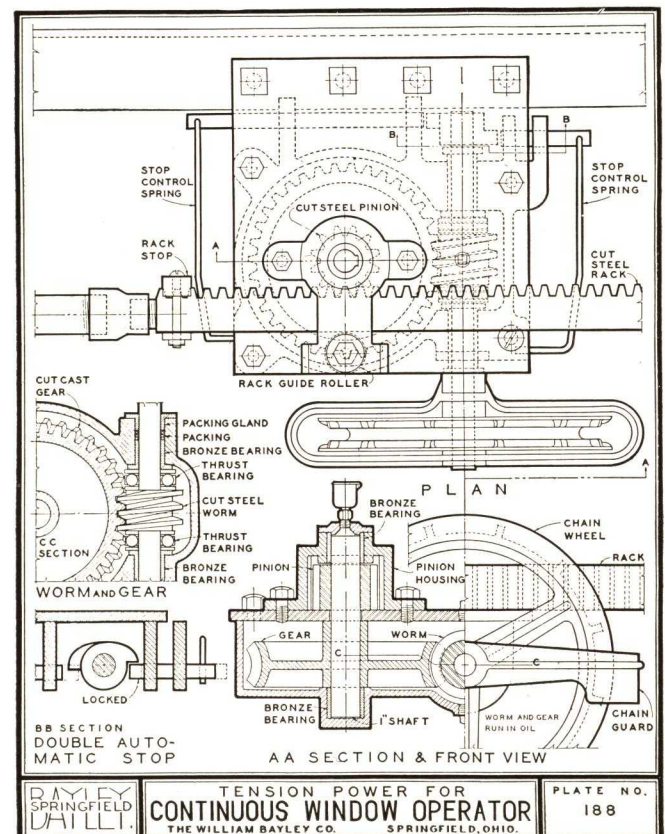 B
B
STOP
CONTROL
SPRING
STOP
CONTROL
SPRING
CUT STEEL PINION
RACK
STOP
A
CUT
STEEL
RACK
RACK GUIDE ROLLER
CUT CAST
GEAR
PACKING GLAND
PACKING
BRONZE BEARING
THRUST
BEARING
CUT STEEL
WORM
CC
SECTION
THRUST
BEARING
BRONZE
BEARING
WORM AND GEAR
PLAN
A
BRONZE
BEARING
CHAIN
WHEEL
PINION
PINION
HOUSING
RACK
GEAR
WORM
C
C
BRONZE
BEARING
1" SHAFT
WORM AND GEAR
RUN IN OIL
CHAIN
GUARD
LOCKED
BB SECTION
DOUBLE AUTO-
MATIC STOP
AA SECTION & FRONT VIEW
BAYLEY
SPRINGFIELD
TENSION POWER FOR
CONTINUOUS WINDOW OPERATOR
THE WILLIAM BAYLEY CO. SPRINGFIELD, OHIO.
PLATE NO.
188